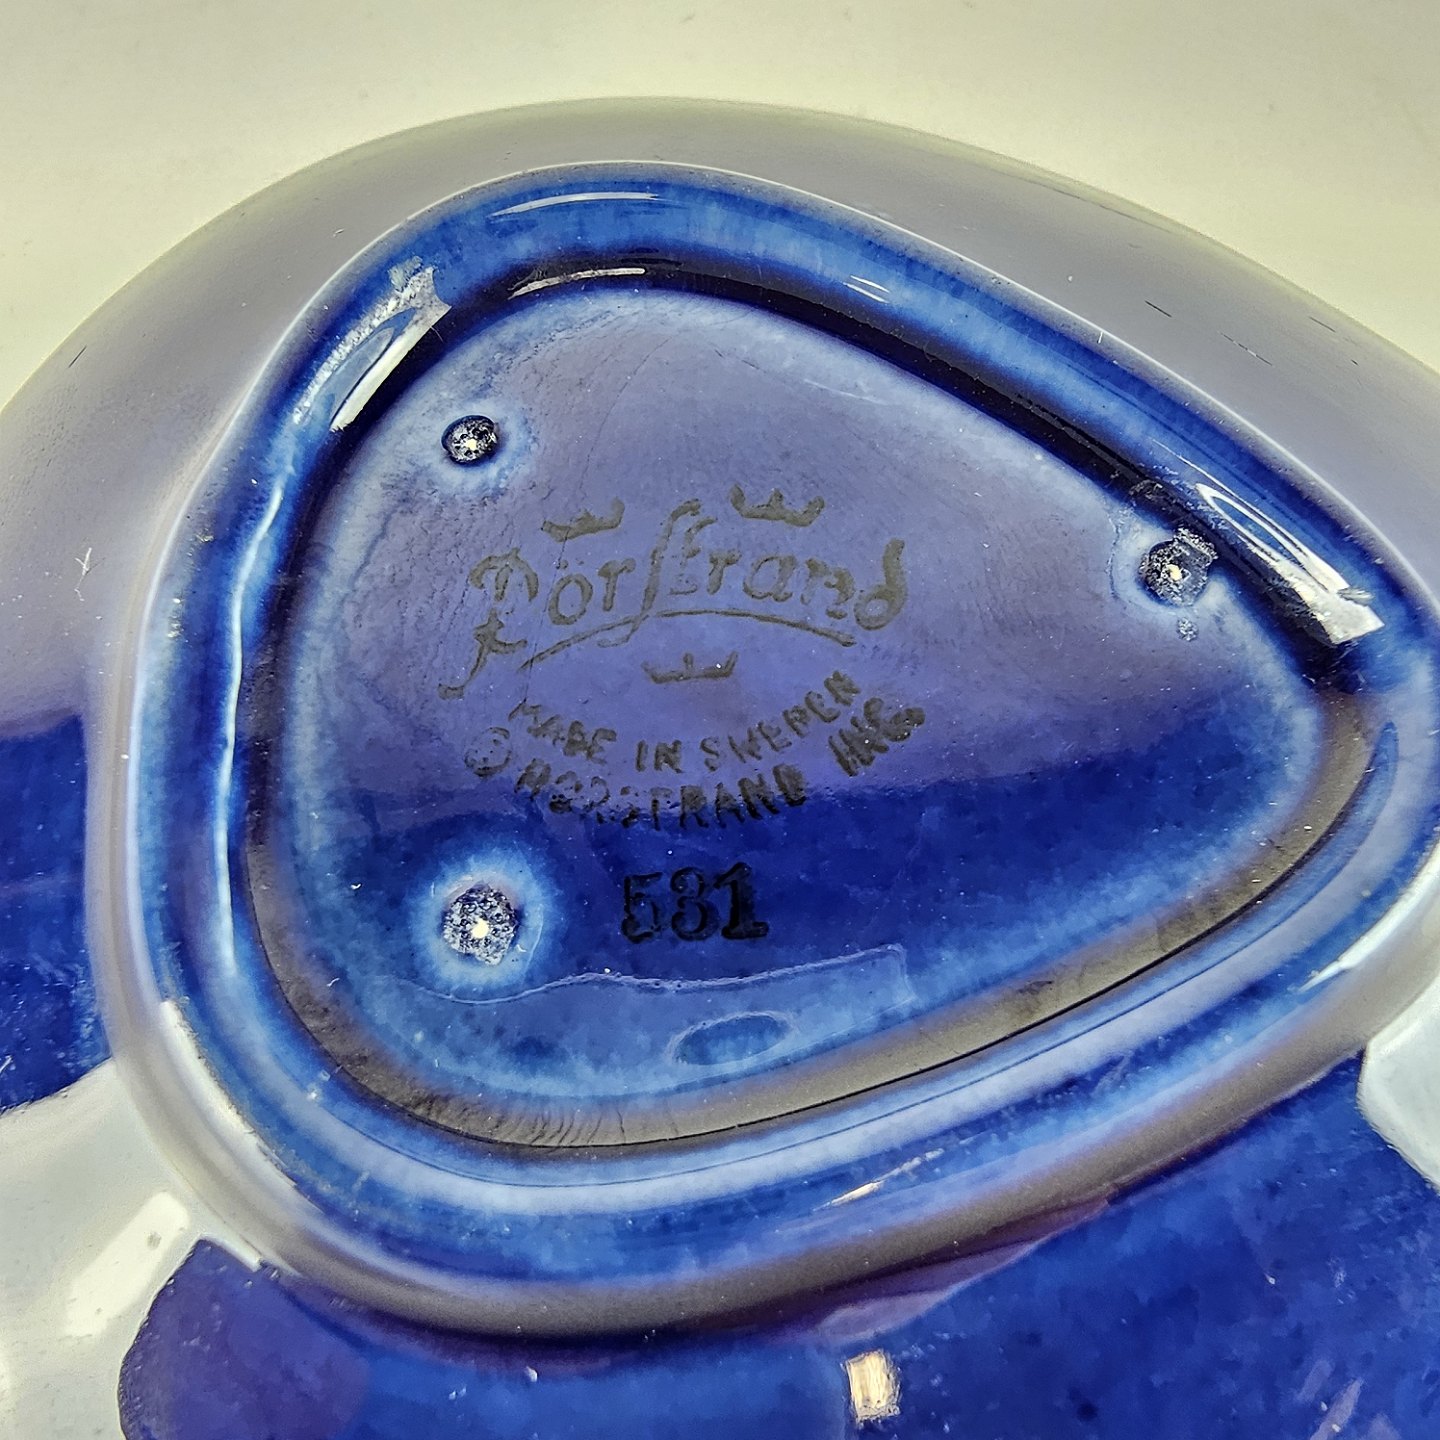 Rörstrand
MADE IN SWEDEN
© RÖRSTRAND INC.
531